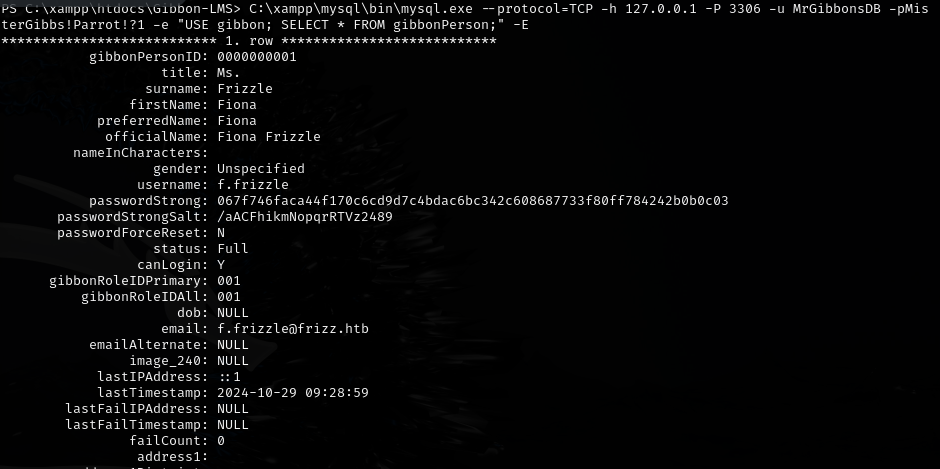 PS C:\xampp\htdocs\Gibbon-LMS> C:\xampp\mysql\bin\mysql.exe --protocol=TCP -h 127.0.0.1 -P 3306 -u MrGibbonsDB -pMis
terGibbs!Parrot!?1 -e "USE gibbon; SELECT * FROM gibbonPerson;" -E
*************************** 1. row ***************************
gibbonPersonID: 0000000001
title: Ms.
surname: Frizzle
firstName: Fiona
preferredName: Fiona
officialName: Fiona Frizzle
nameInCharacters:
gender: Unspecified
username: f.frizzle
passwordStrong: 067f746faca44f170c6cd9d7c4bdac6bc342c608687733f80ff784242b0b0c03
passwordStrongSalt: /aACFhikmNopqrRTVz2489
passwordForceReset: N
status: Full
canLogin: Y
gibbonRoleIDPrimary: 001
gibbonRoleIDAll: 001
dob: NULL
email: f.frizzle@frizz.htb
emailAlternate: NULL
image_240: NULL
lastIPAddress: ::1
lastTimestamp: 2024-10-29 09:28:59
lastFailIPAddress: NULL
lastFailTimestamp: NULL
failCount: 0
address1: